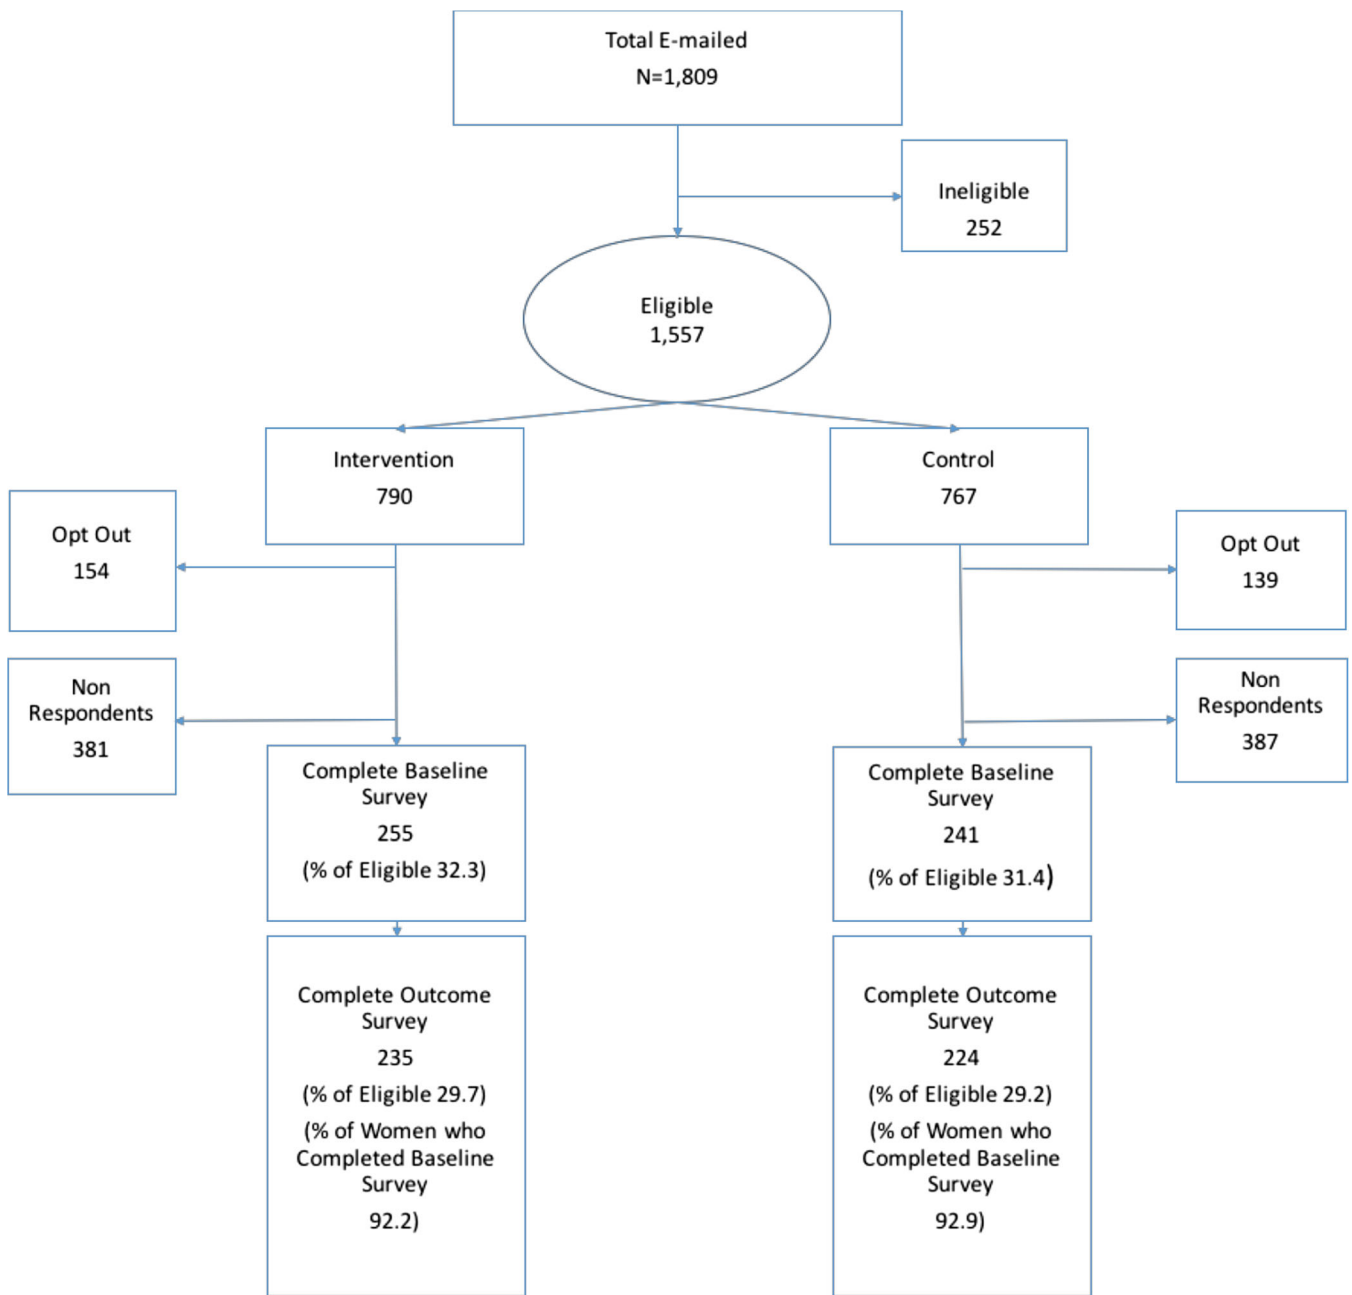 Total E-mailed
N=1,809
Ineligible
252
Eligible
1,557
Intervention
790
Control
767
Opt Out
154
Opt Out
139
Non
Respondents
381
Non
Respondents
387
Complete Baseline
Survey
255
(% of Eligible 32.3)
Complete Baseline
Survey
241
(% of Eligible 31.4)
Complete Outcome
Survey
235
(% of Eligible 29.7)
(% of Women who
Completed Baseline
Survey
92.2)
Complete Outcome
Survey
224
(% of Eligible 29.2)
(% of Women who
Completed Baseline
Survey
92.9)